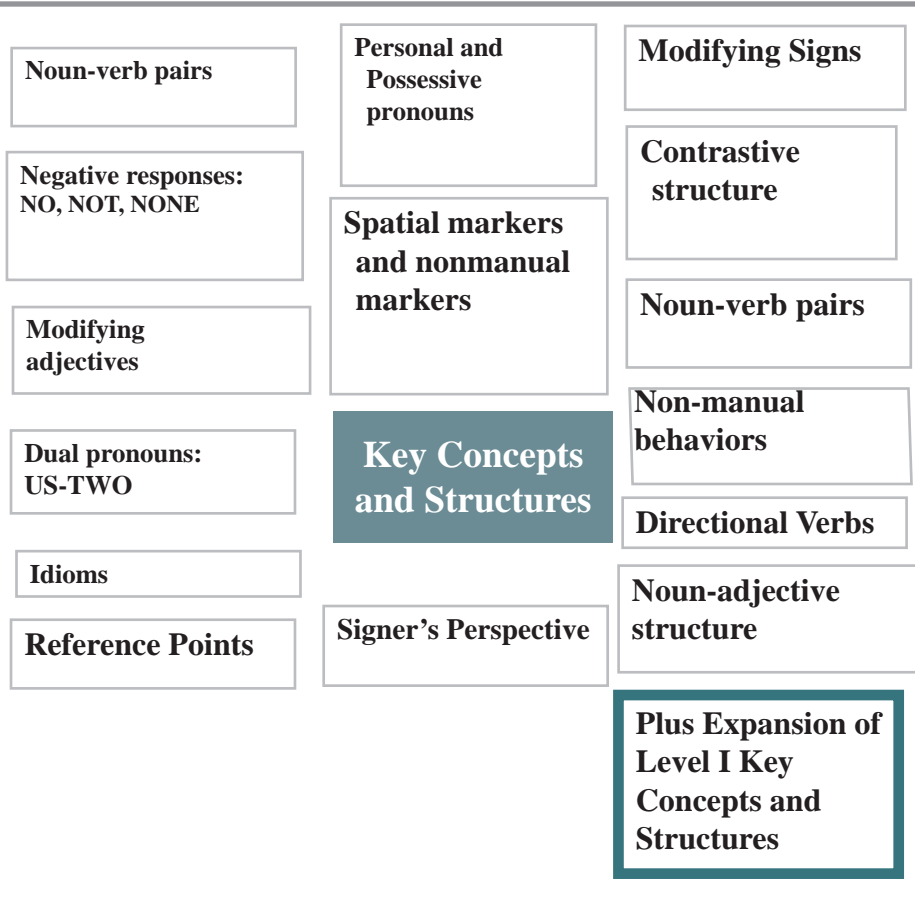 Noun-verb pairs
Negative responses:
NO, NOT, NONE
Modifying
adjectives
Dual pronouns:
US-TWO
Idioms
Reference Points
Personal and
Possessive
pronouns
Spatial markers
and nonmanual
markers
Key Concepts
and Structures
Signer’s Perspective
Modifying Signs
Contrastive
structure
Noun-verb pairs
Non-manual
behaviors
Directional Verbs
Noun-adjective
structure
Plus Expansion of
Level I Key
Concepts and
Structures